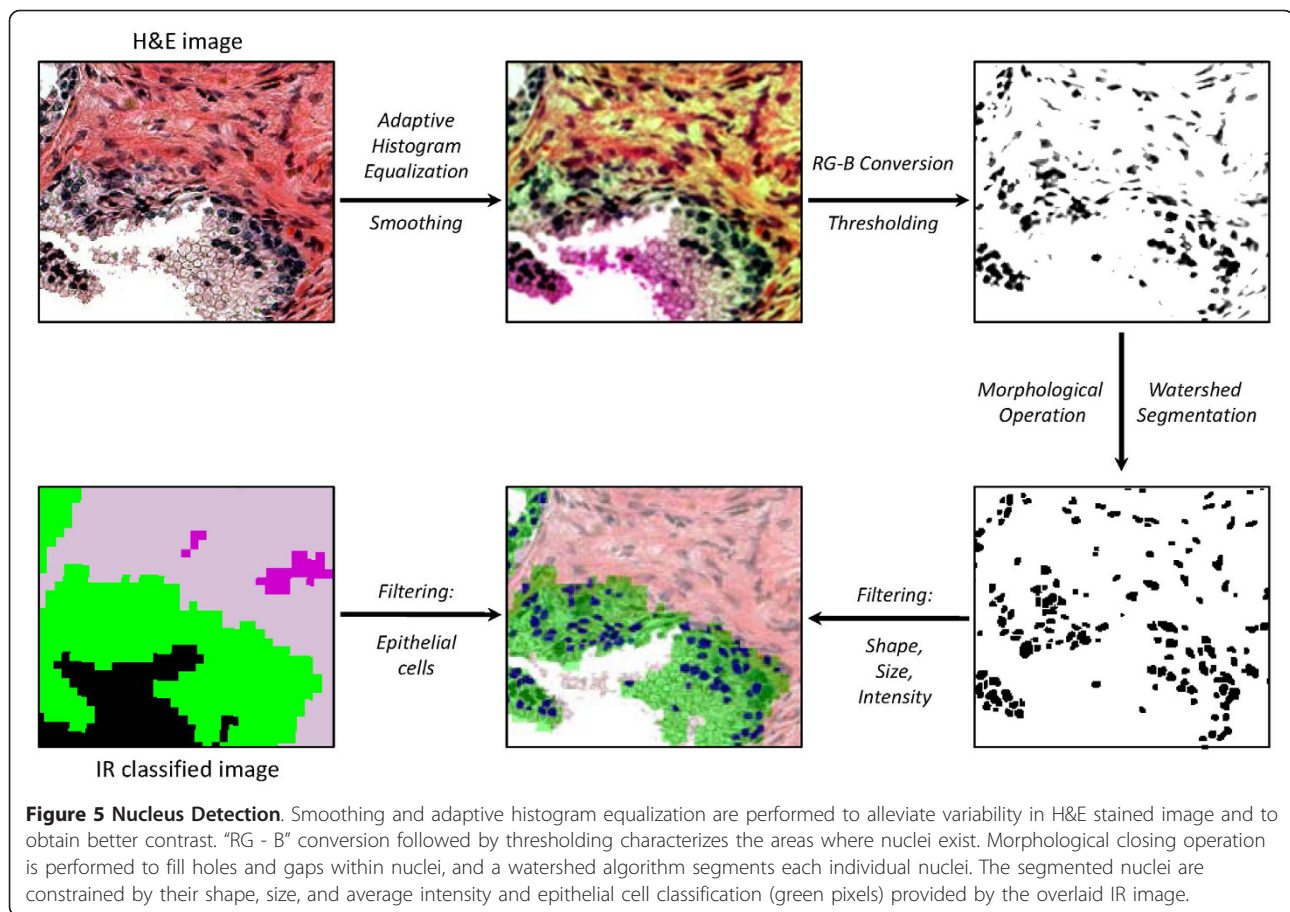 H&E image
Adaptive
Histogram
Equalization
Smoothing
RG-B Conversion
Thresholding
Morphological
Operation
Watershed
Segmentation
Filtering:
Epithelial
cells
Filtering:
Shape,
Size,
Intensity
IR classified image
Figure 5 Nucleus Detection. Smoothing and adaptive histogram equalization are performed to alleviate variability in H&E stained image and to
obtain better contrast. "RG - B" conversion followed by thresholding characterizes the areas where nuclei exist. Morphological closing operation
is performed to fill holes and gaps within nuclei, and a watershed algorithm segments each individual nuclei. The segmented nuclei are
constrained by their shape, size, and average intensity and epithelial cell classification (green pixels) provided by the overlaid IR image.